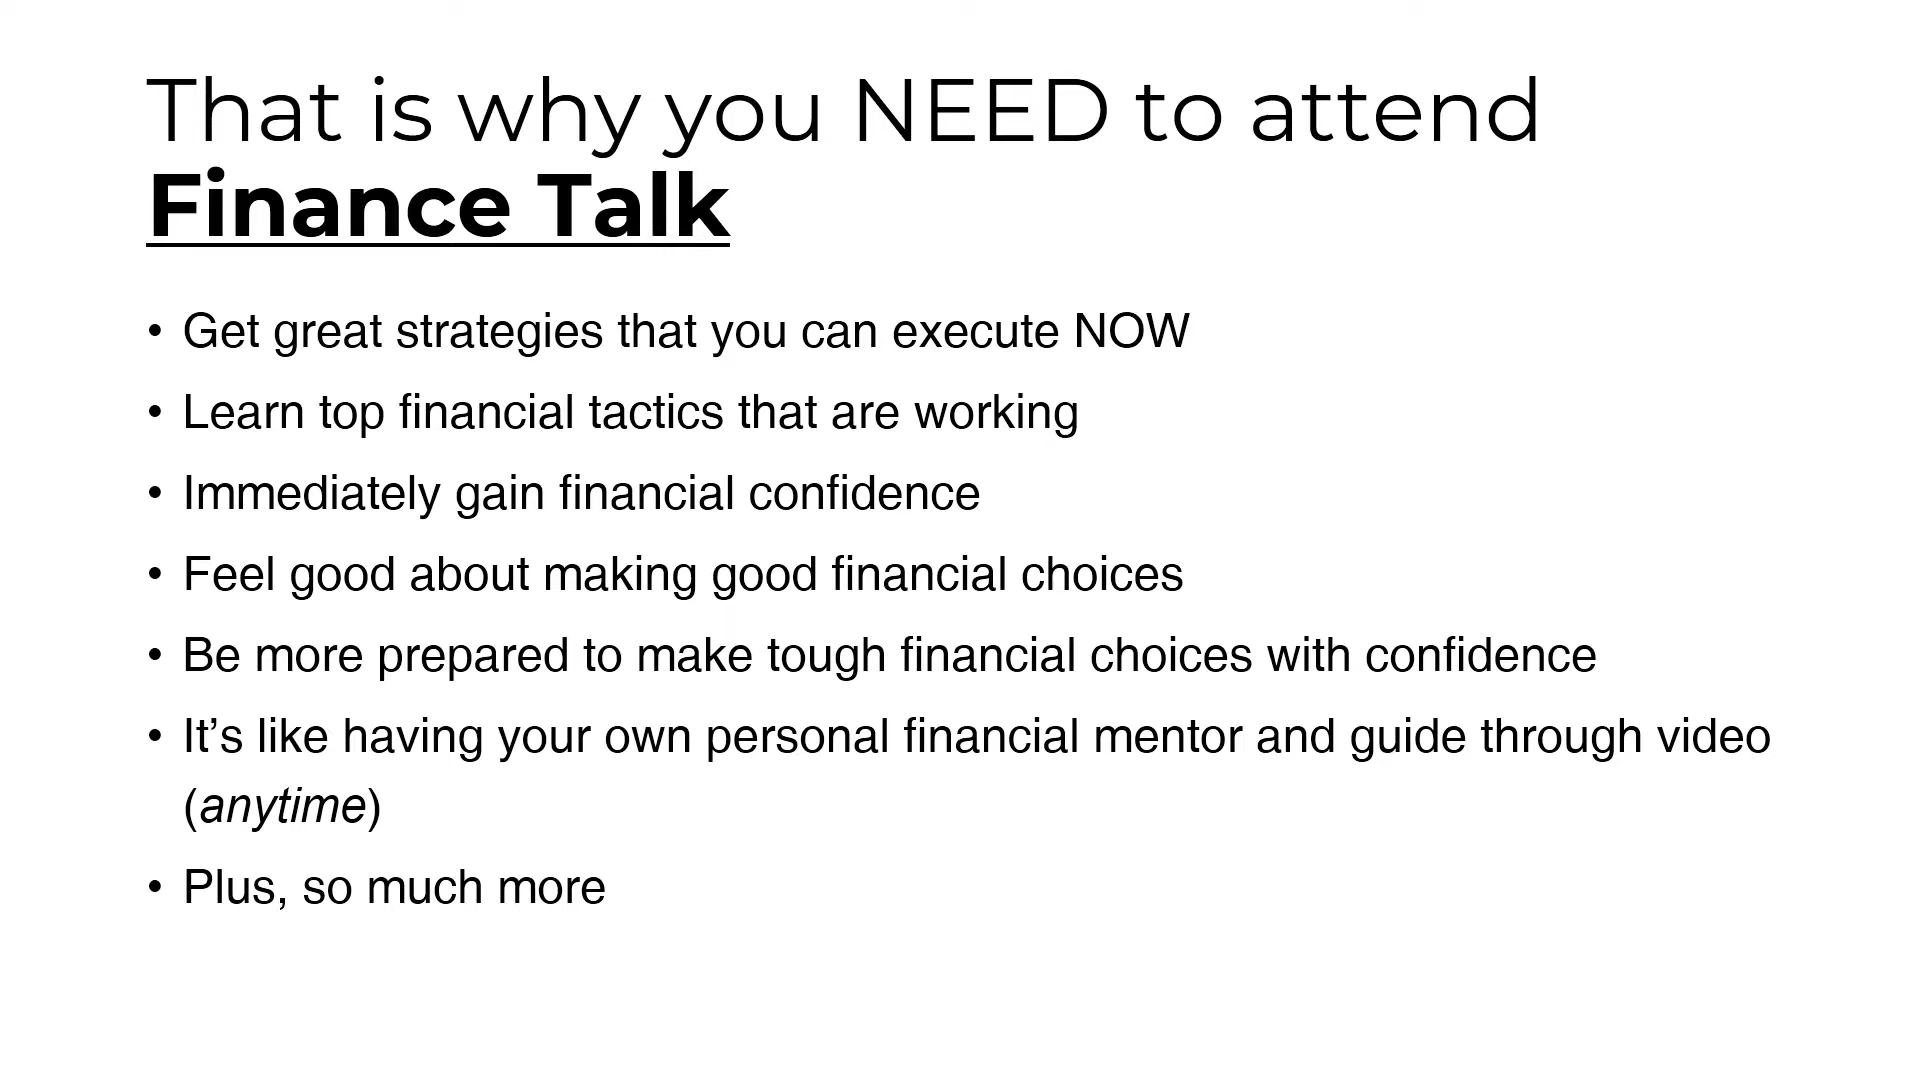 That is why you NEED to attend
Finance Talk
• Get great strategies that you can execute NOW
• Learn top financial tactics that are working
• Immediately gain financial confidence
• Feel good about making good financial choices
• Be more prepared to make tough financial choices with confidence
• It’s like having your own personal financial mentor and guide through video
(anytime)
• Plus, so much more